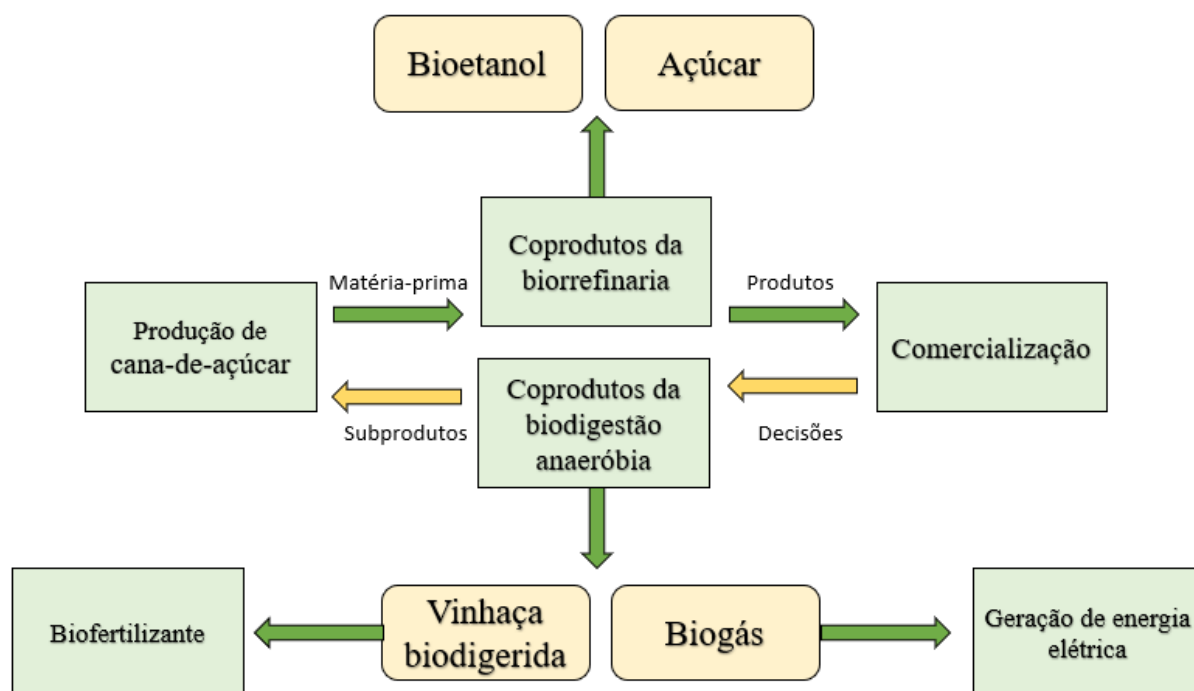 Bioetanol
Açúcar
Coprodutos da
biorrefinaria
Matéria-prima
Produtos
Produção de
cana-de-açúcar
Comercialização
Coprodutos da
biodigestão
anaeróbia
Subprodutos
Decisões
Biofertilizante
Vinhaça
biodigerida
Biogás
Geração de energia
elétrica